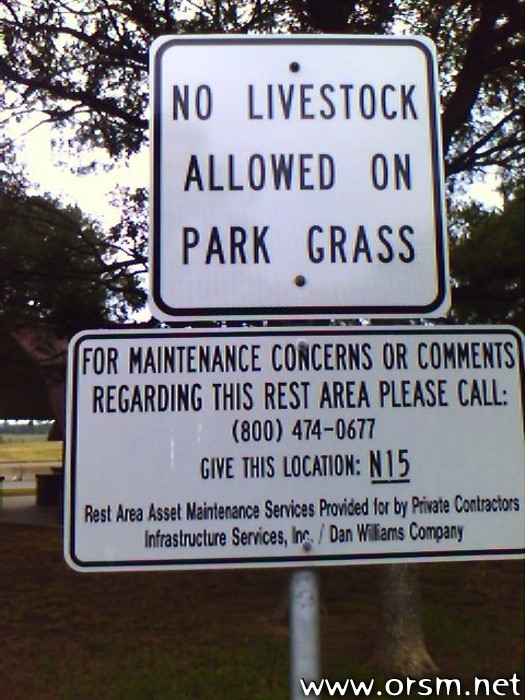 NO LIVESTOCK
ALLOWED ON
PARK GRASS
FOR MAINTENANCE CONCERNS OR COMMENTS
REGARDING THIS REST AREA PLEASE CALL:
(800) 474-0677
GIVE THIS LOCATION: N15
Rest Area Asset Maintenance Services Provided for by Private Contractors
Infrastructure Services, Inc. / Dan Williams Company
www.orsm.net